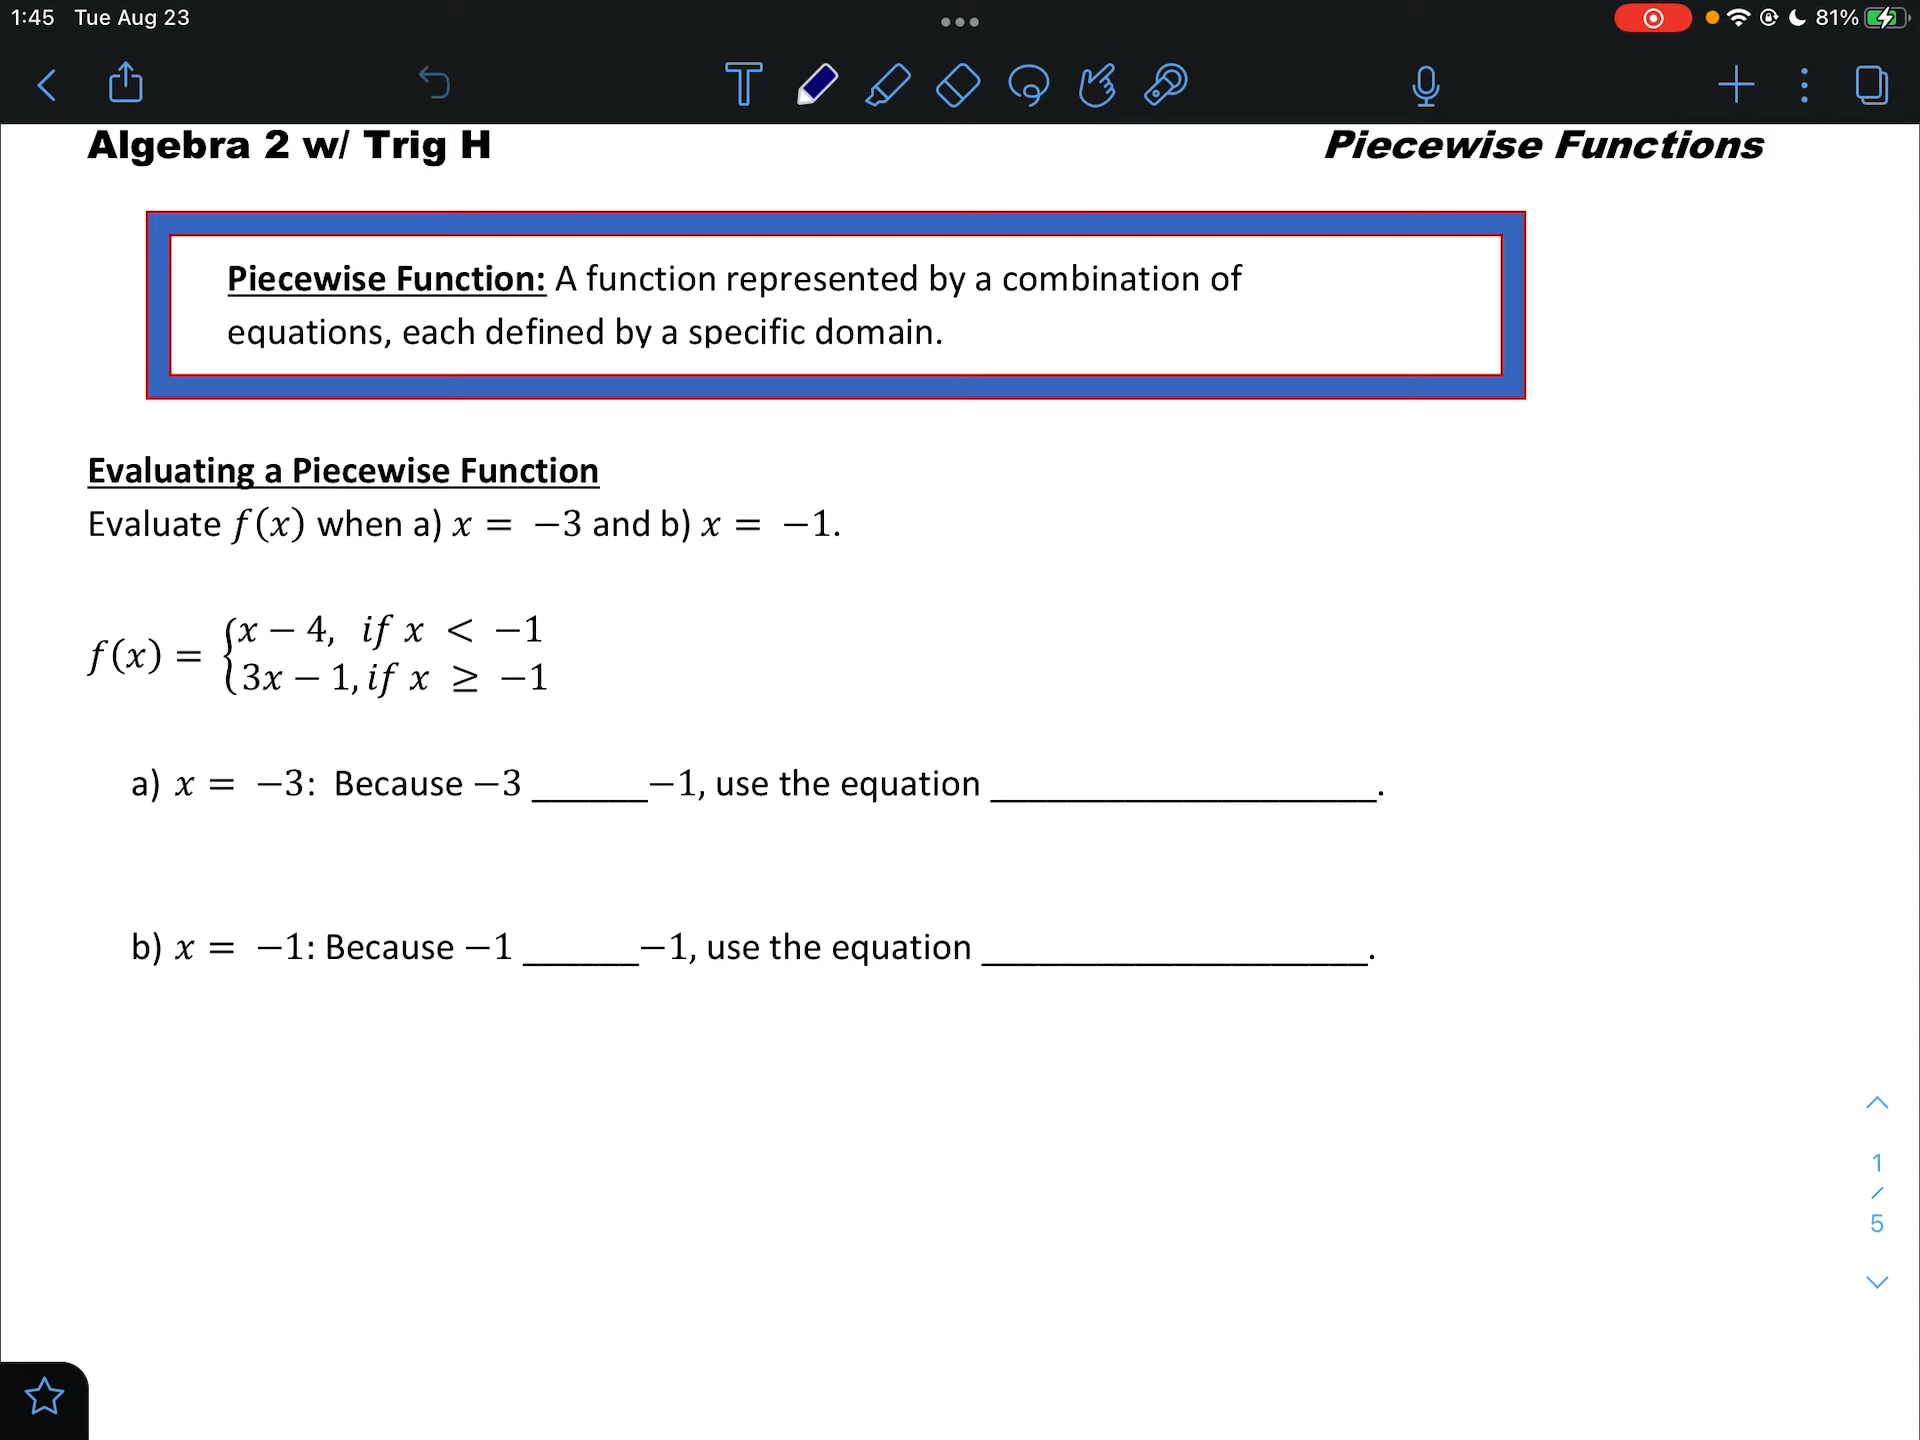 1:45 Tue Aug 23
81%
Algebra 2 w/ Trig H
Piecewise Functions
Piecewise Function: A function represented by a combination of
equations, each defined by a specific domain.
Evaluating a Piecewise Function
Evaluate f(x) when a) x = −3 and b) x = −1.
f(x) = {x − 4, if x < −1
3x − 1, if x ≥ −1
a) x = −3: Because −3 ______−1, use the equation ____________________.
b) x = −1: Because −1 ______−1, use the equation ____________________.
1
/
5